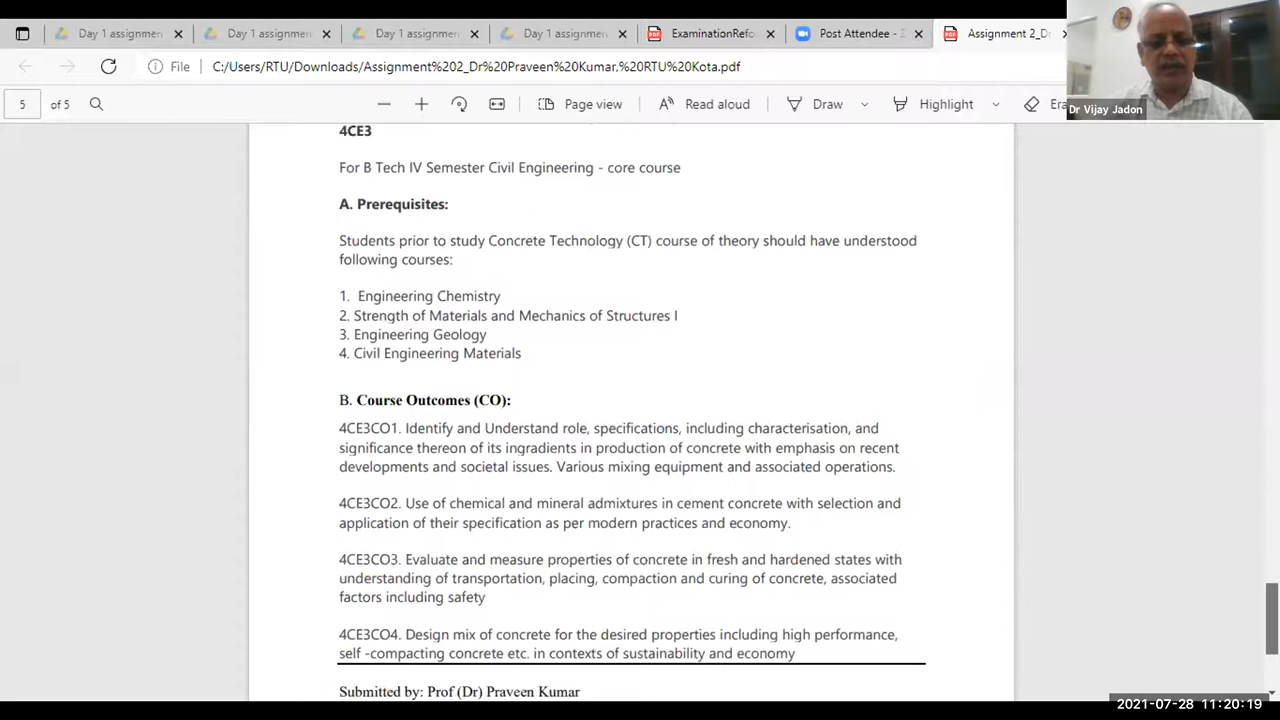 Day 1 assignmen
Day 1 assignmen
Day 1 assignmen
Day 1 assignmen
ExaminationRefo
Post Attendee -
Assignment 2_D
File C:/Users/RTU/Downloads/Assignment%202_Dr%20Praveen%20Kumar,%20RTU%20Kota.pdf
5 of 5 Page view Read aloud Draw Highlight Era
Dr Vijay Jadon
4CE3
For B Tech IV Semester Civil Engineering - core course
A. Prerequisites:
Students prior to study Concrete Technology (CT) course of theory should have understood
following courses:
1. Engineering Chemistry
2. Strength of Materials and Mechanics of Structures I
3. Engineering Geology
4. Civil Engineering Materials
B. Course Outcomes (CO):
4CE3CO1. Identify and Understand role, specifications, including characterisation, and
significance thereon of its ingredients in production of concrete with emphasis on recent
developments and societal issues. Various mixing equipment and associated operations.
4CE3CO2. Use of chemical and mineral admixtures in cement concrete with selection and
application of their specification as per modern practices and economy.
4CE3CO3. Evaluate and measure properties of concrete in fresh and hardened states with
understanding of transportation, placing, compaction and curing of concrete, associated
factors including safety
4CE3CO4. Design mix of concrete for the desired properties including high performance,
self -compacting concrete etc. in contexts of sustainability and economy
Submitted by: Prof (Dr) Praveen Kumar
2021-07-28 11:20:19